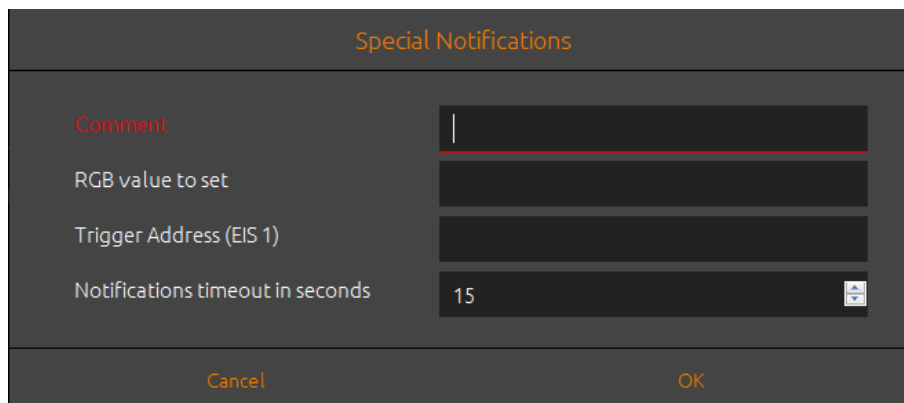 Special Notifications
Comment
RGB value to set
Trigger Address (EIS 1)
Notifications timeout in seconds 15
Cancel OK